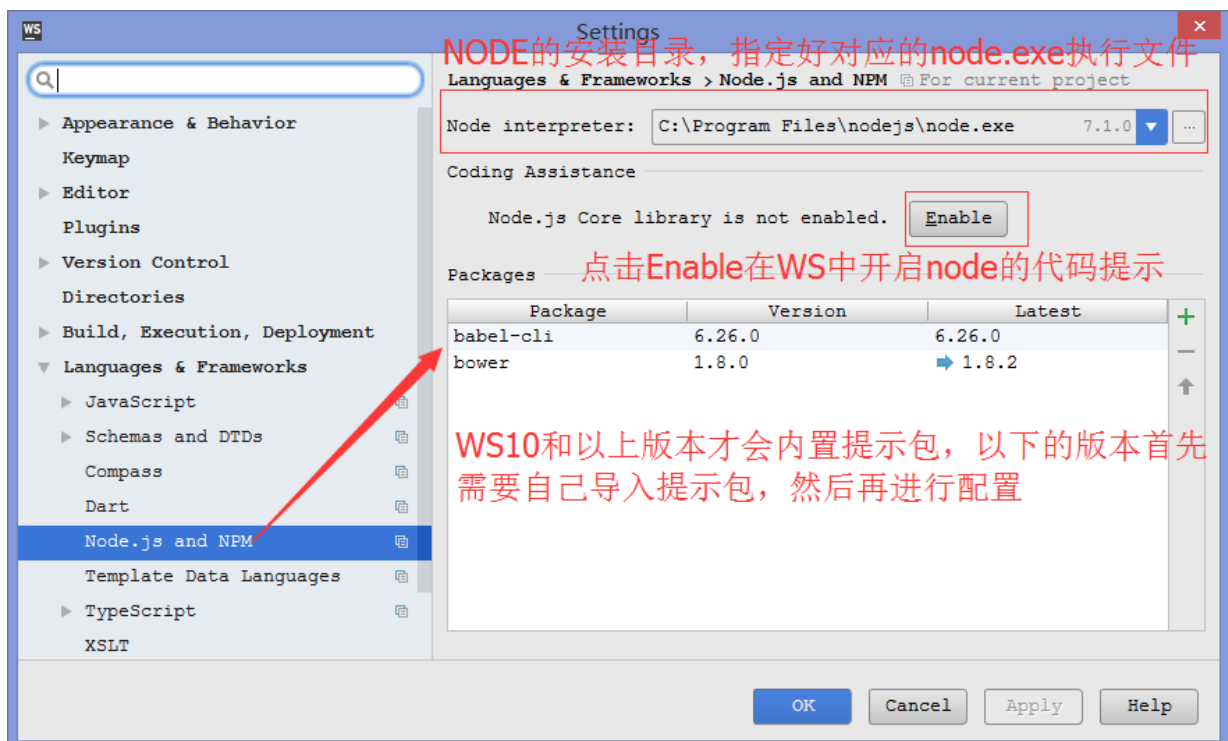 WS
Settings
NODE的安装目录，指定好对应的node.exe执行文件
Languages & Frameworks > Node.js and NPM For current project
Appearance & Behavior
Keymap
Editor
Plugins
Version Control
Directories
Build, Execution, Deployment
Languages & Frameworks
JavaScript
Schemas and DTDs
Compass
Dart
Node.js and NPM
Template Data Languages
TypeScript
XSLT
Node interpreter: C:\Program Files\nodejs\node.exe 7.1.0 ...
Coding Assistance
Node.js Core library is not enabled. Enable
点击Enable在WS中开启node的代码提示
Packages
Package Version Latest
babel-cli 6.26.0 6.26.0
bower 1.8.0 1.8.2
WS10和以上版本才会内置提示包，以下的版本首先
需要自己导入提示包，然后再进行配置
OK Cancel Apply Help